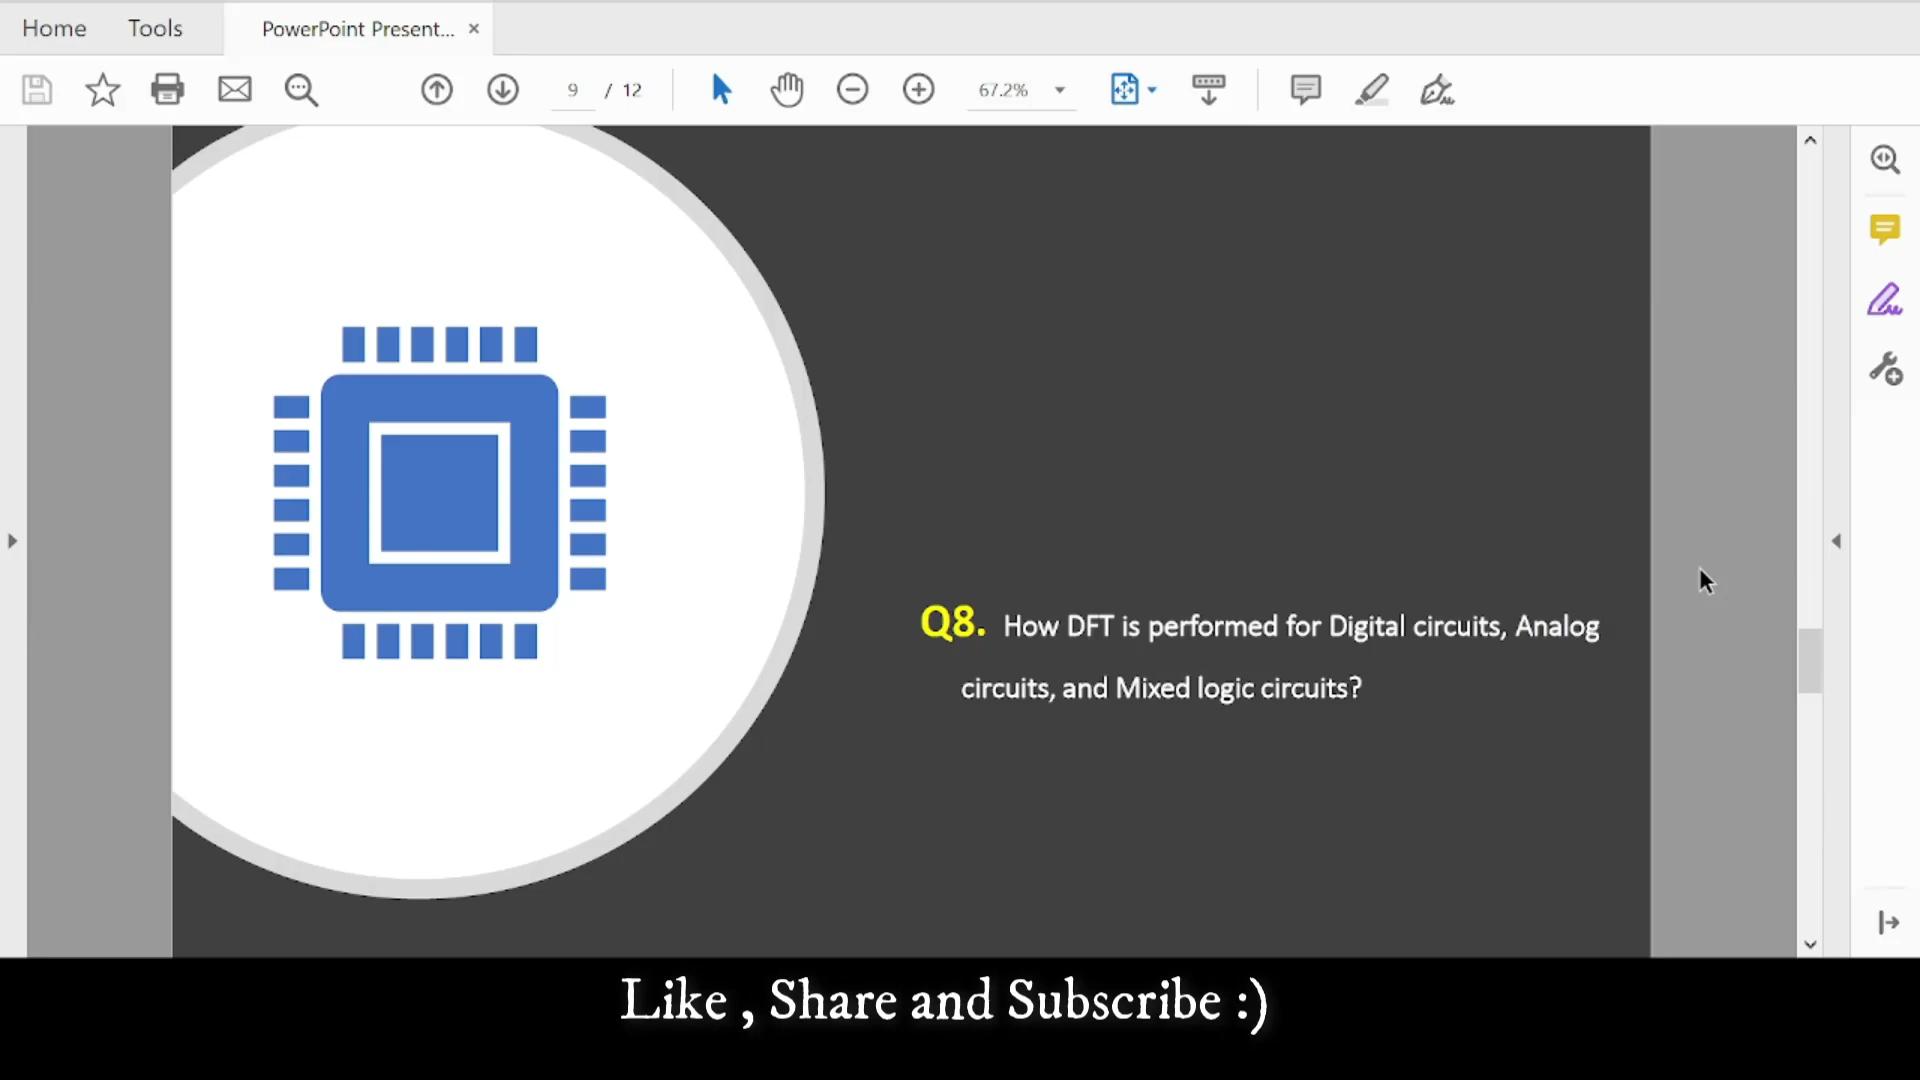 Home Tools PowerPoint Present... ×
9 / 12 67.2%
Q8. How DFT is performed for Digital circuits, Analog
circuits, and Mixed logic circuits?
Like , Share and Subscribe :)